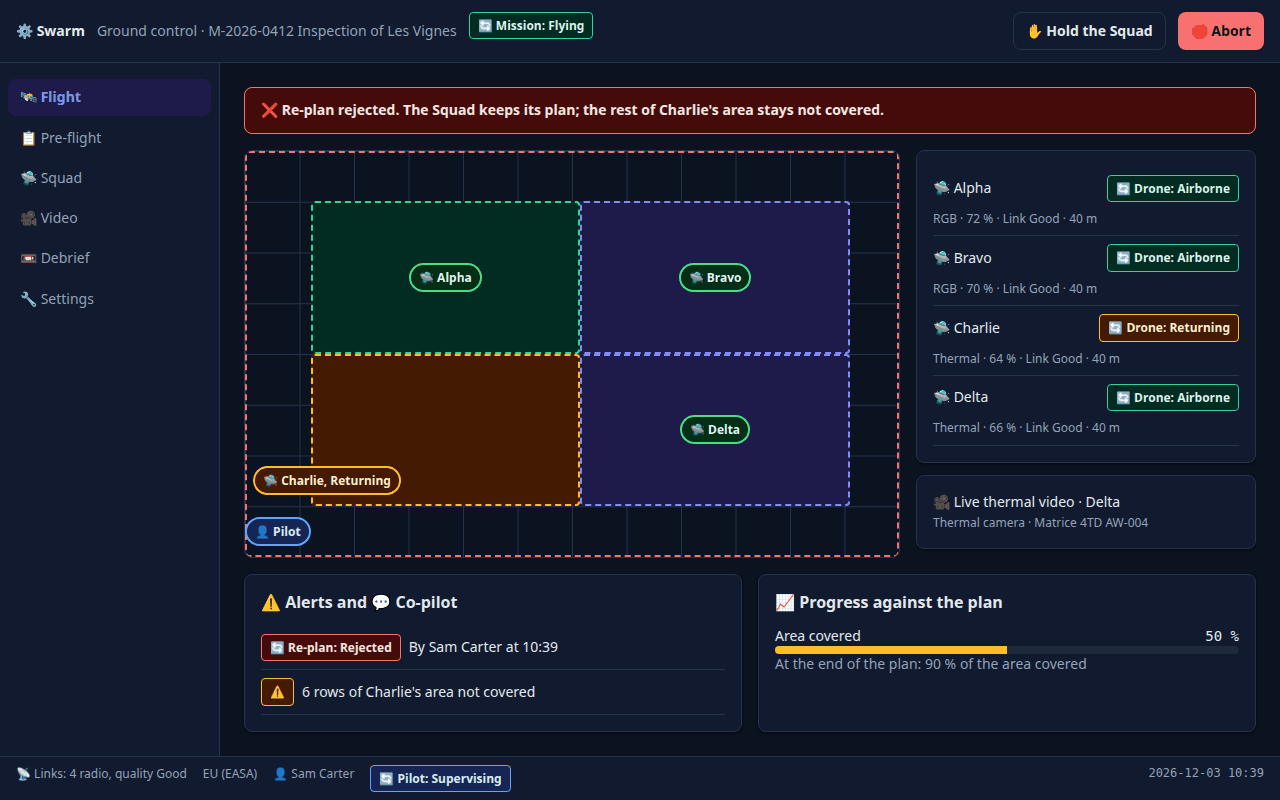 ⚙️ Swarm
Ground control · M-2026-0412 Inspection of Les Vignes
🔄 Mission: Flying
✋ Hold the Squad
🛑 Abort
🛰️ Flight
📋 Pre-flight
🛸 Squad
🎥 Video
📼 Debrief
🔧 Settings
❌ Re-plan rejected. The Squad keeps its plan; the rest of Charlie's area stays not covered.
🛸 Alpha
🛸 Bravo
🛸 Delta
🛸 Charlie, Returning
👤 Pilot
🛸 Alpha
🔄 Drone: Airborne
RGB · 72 % · Link Good · 40 m
🛸 Bravo
🔄 Drone: Airborne
RGB · 70 % · Link Good · 40 m
🛸 Charlie
🔄 Drone: Returning
Thermal · 64 % · Link Good · 40 m
🛸 Delta
🔄 Drone: Airborne
Thermal · 66 % · Link Good · 40 m
🎥 Live thermal video · Delta
Thermal camera · Matrice 4TD AW-004
⚠️ Alerts and 💬 Co-pilot
🔄 Re-plan: Rejected
By Sam Carter at 10:39
⚠️ 6 rows of Charlie's area not covered
📈 Progress against the plan
Area covered
50 %
At the end of the plan: 90 % of the area covered
📡 Links: 4 radio, quality Good
EU (EASA)
👤 Sam Carter
🔄 Pilot: Supervising
2026-12-03 10:39